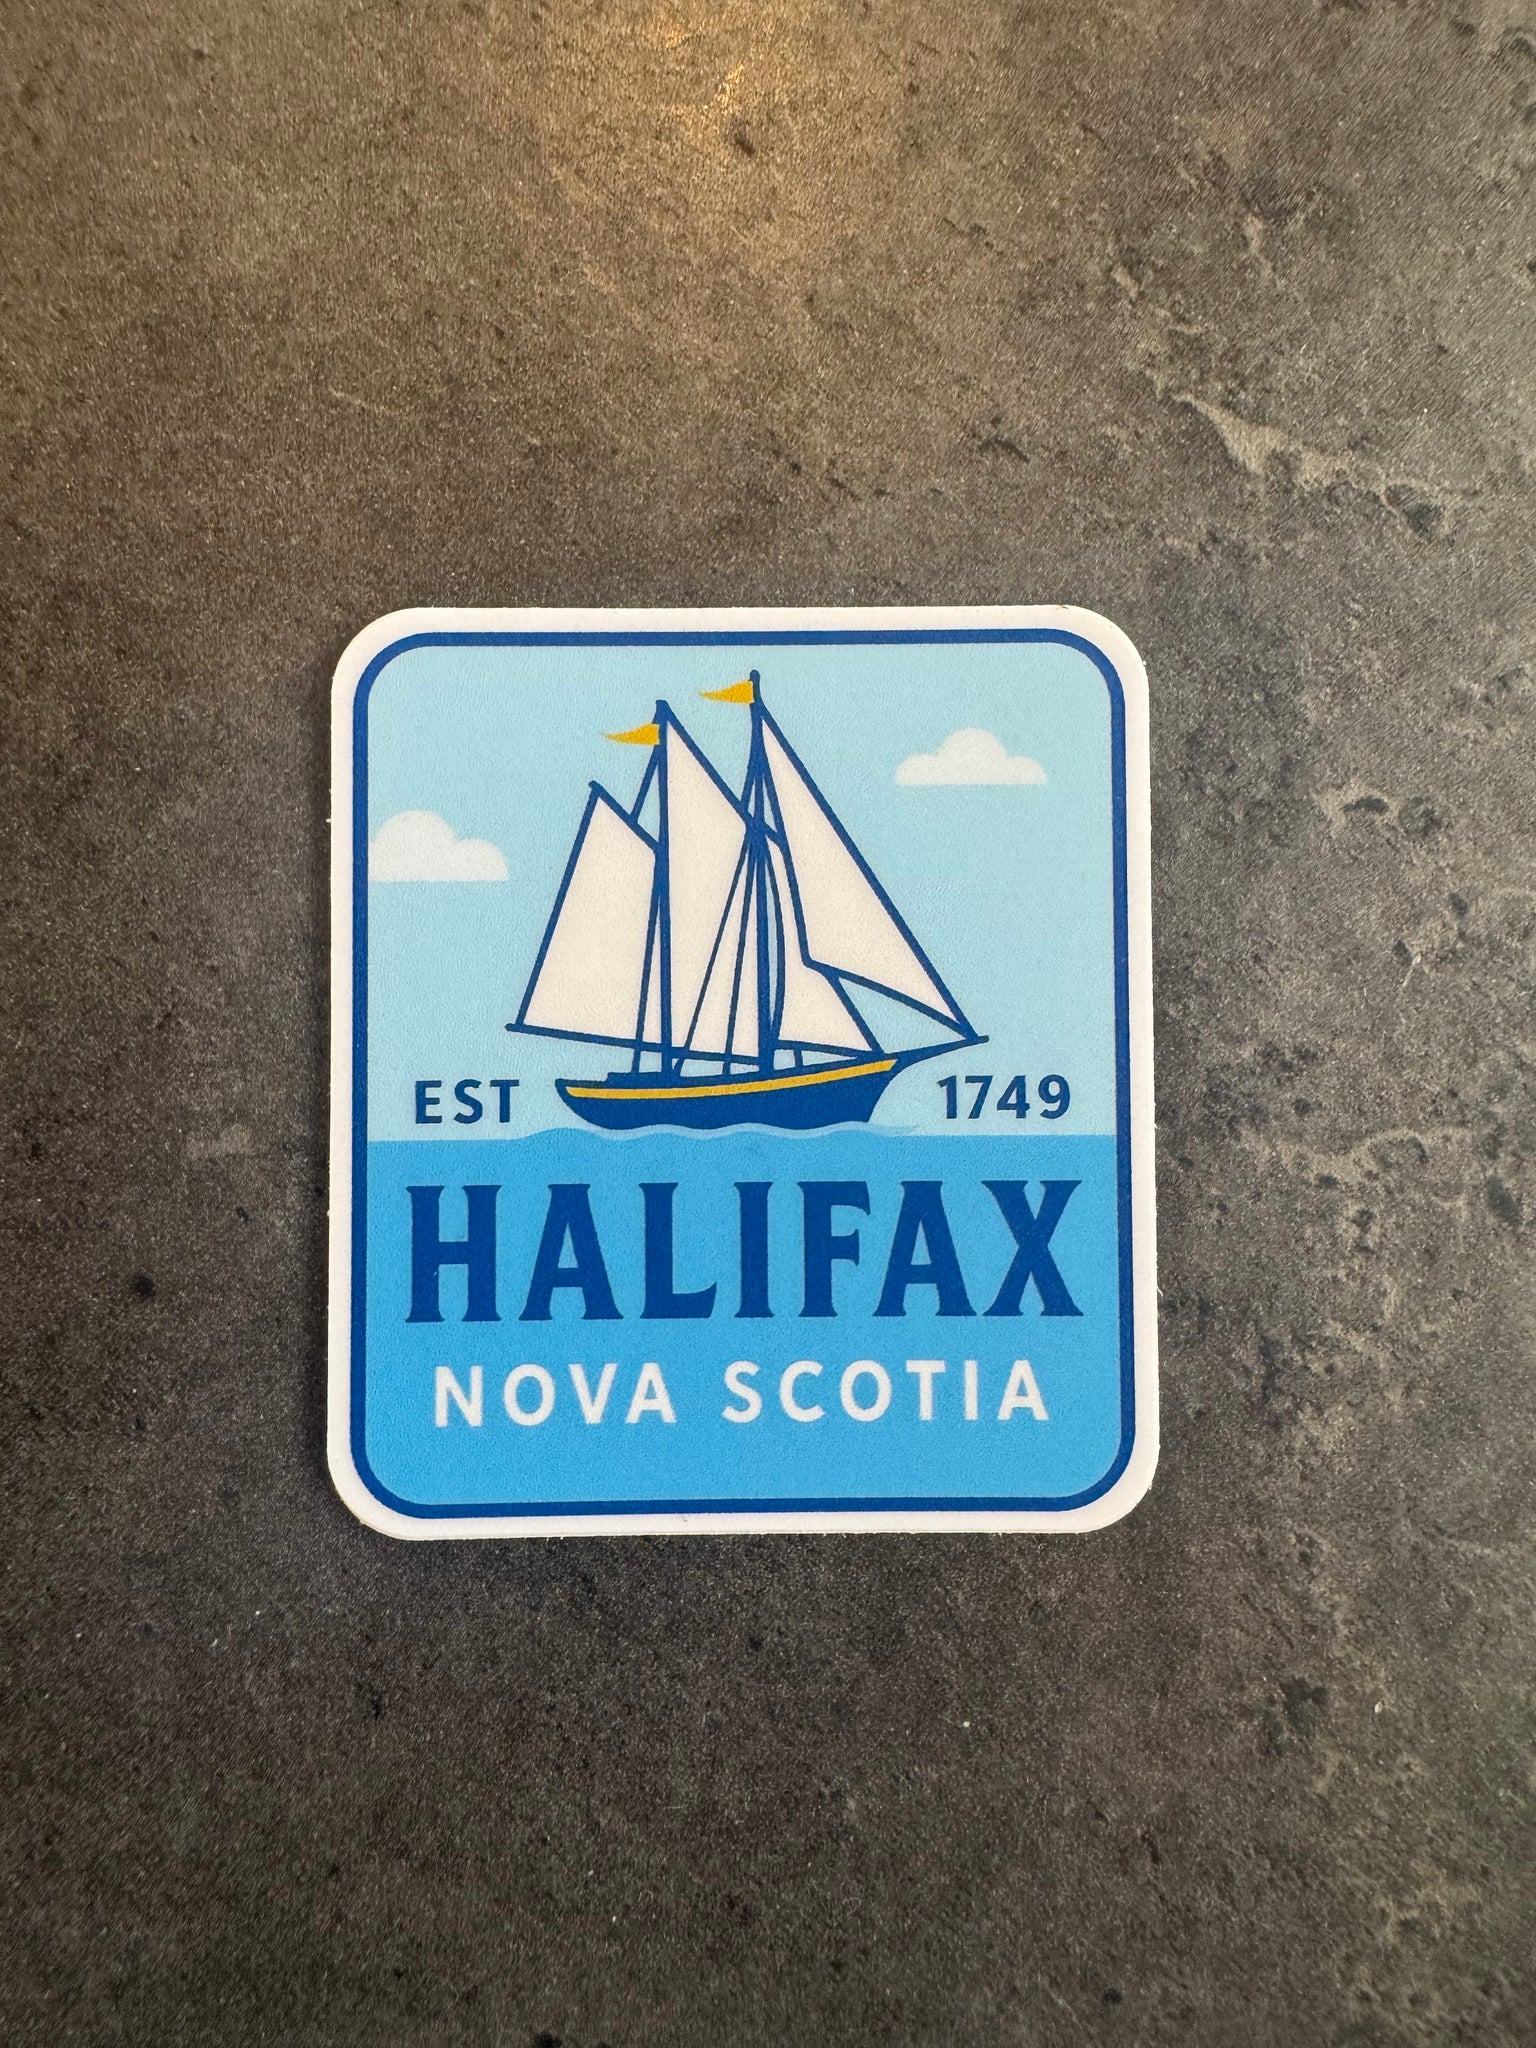 EST 1749
HALIFAX
NOVA SCOTIA